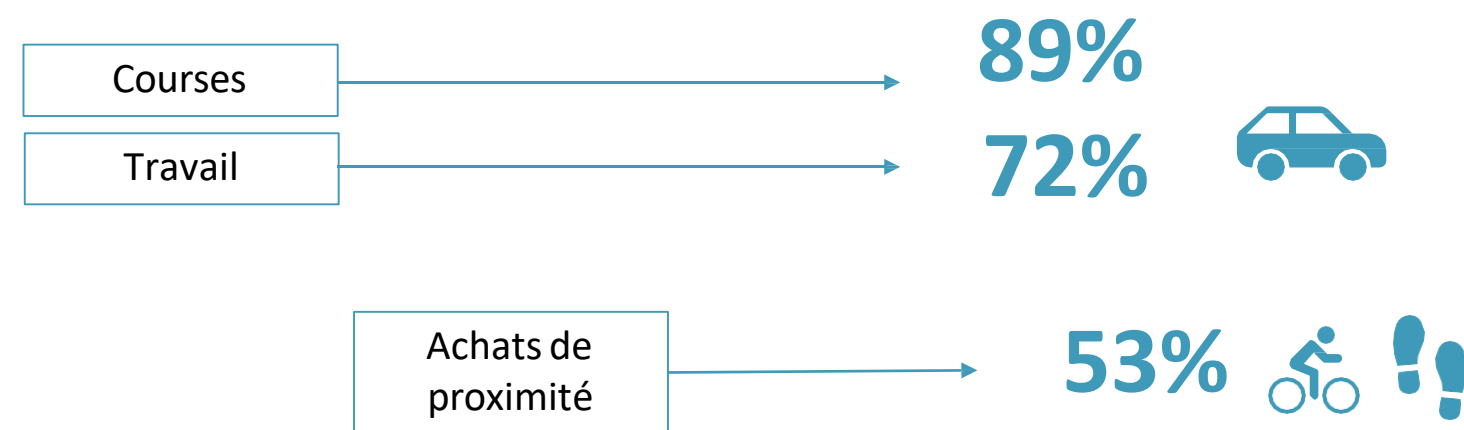 Courses
89%
Travail
72%
Achats de
proximité
53%